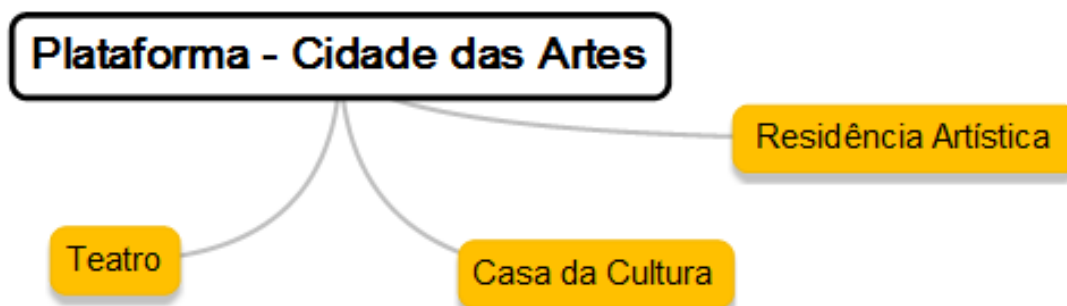 Plataforma - Cidade das Artes
Residência Artística
Teatro
Casa da Cultura